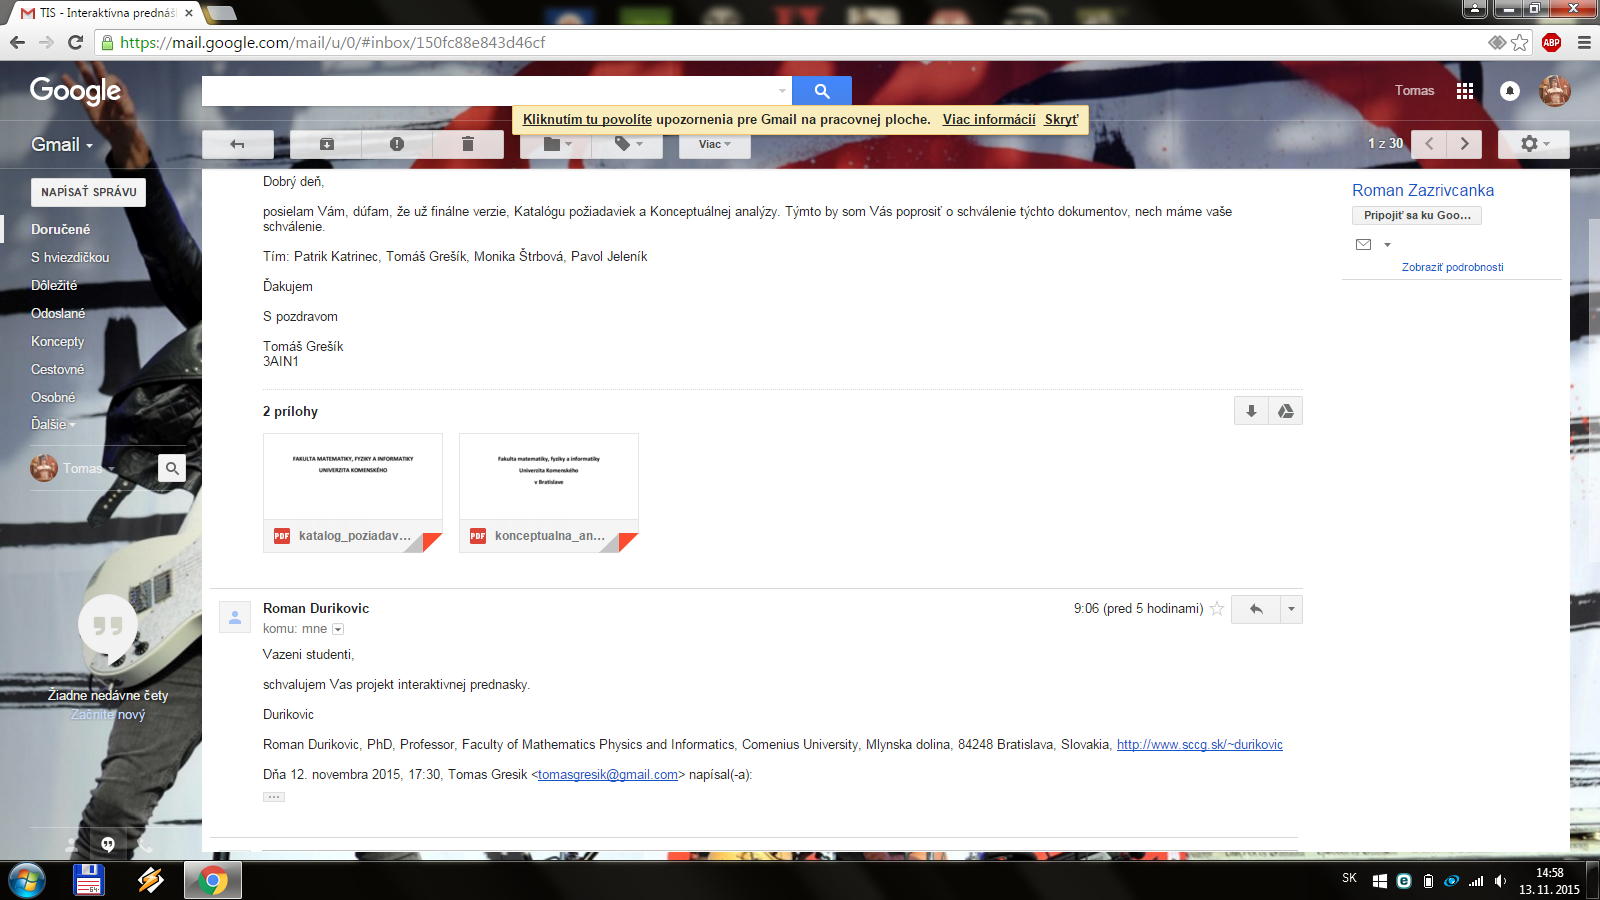 TIS - Interaktívna prednáš
https://mail.google.com/mail/u/0/#inbox/150fc88e843d46cf
ABP
Google
Tomas
Kliknutím tu povolíte upozornenia pre Gmail na pracovnej ploche. Viac informácií Skryť
Gmail
Viac
1 z 30
NAPÍSAŤ SPRÁVU
Doručené
S hviezdičkou
Dôležité
Odoslané
Koncepty
Cestovné
Osobné
Ďalšie
Tomas
Žiadne nedávne čety
Začnite nový
Dobrý deň,
posielam Vám, dúfam, že už finálne verzie, Katalógu požiadaviek a Konceptuálnej analýzy. Týmto by som Vás poprosiť o schválenie týchto dokumentov, nech máme vaše
schválenie.
Tím: Patrik Katrinec, Tomáš Grešík, Monika Štrbová, Pavol Jeleník
Ďakujem
S pozdravom
Tomáš Grešík
3AIN1
2 prílohy
FAKULTA MATEMATIKY, FYZIKY A INFORMATIKY
UNIVERZITA KOMENSKÉHO
PDF katalog_poziadav...
Fakulta matematiky, fyziky a informatiky
Univerzita Komenského
v Bratislave
PDF konceptualna_an...
Roman Durikovic
9:06 (pred 5 hodinami)
komu: mne
Vazeni studenti,
schvalujem Vas projekt interaktivnej prednasky.
Durikovic
Roman Durikovic, PhD, Professor, Faculty of Mathematics Physics and Informatics, Comenius University, Mlynska dolina, 84248 Bratislava, Slovakia, http://www.sccg.sk/~durikovic
Dňa 12. novembra 2015, 17:30, Tomas Gresik <tomasgresik@gmail.com> napísal(-a):
Roman Zazrivcanka
Pripojiť sa ku Goo...
Zobraziť podrobnosti
64
SK
14:58
13. 11. 2015